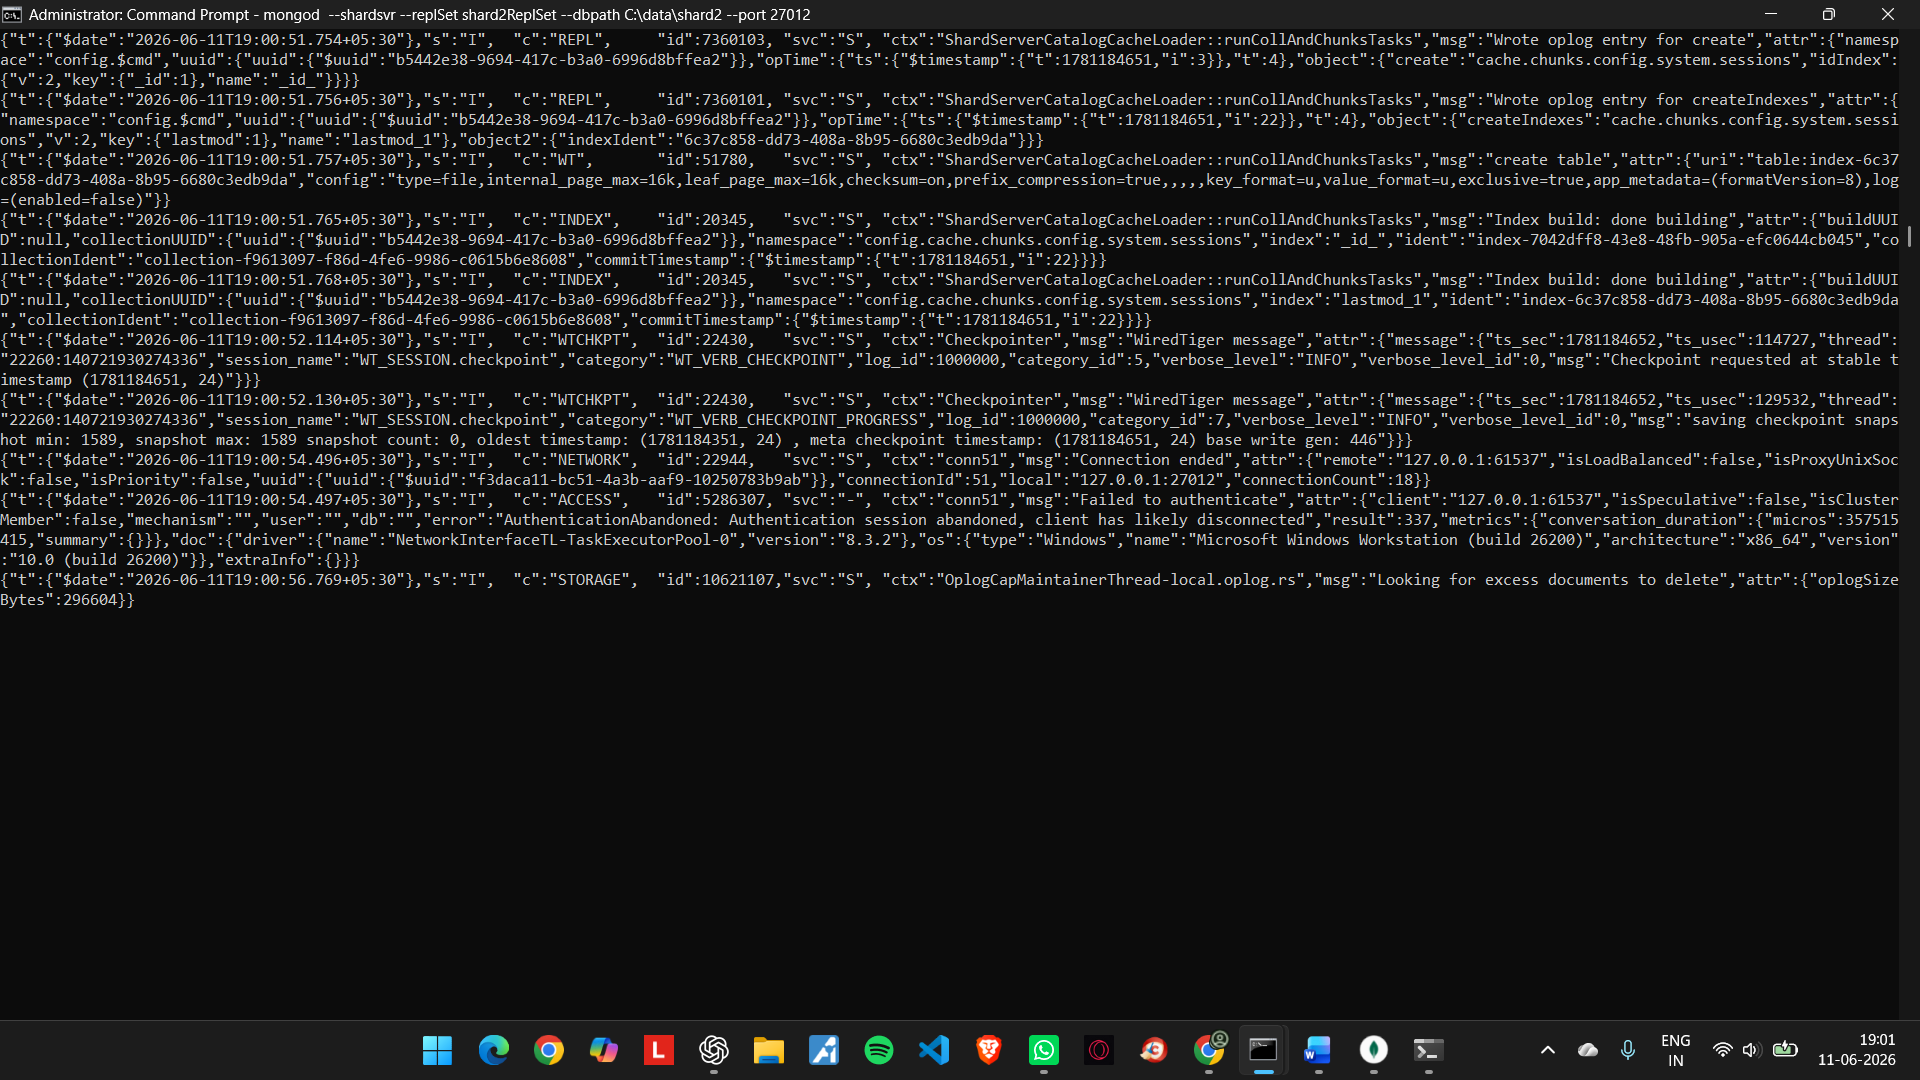 Administrator: Command Prompt - mongod  --shardsvr --replSet shard2ReplSet --dbpath C:\data\shard2 --port 27012
{"t":{"$date":"2026-06-11T19:00:51.754+05:30"},"s":"I",  "c":"REPL",     "id":7360103, "svc":"S", "ctx":"ShardServerCatalogCacheLoader::runCollAndChunksTasks","msg":"Wrote oplog entry for create","attr":{"namesp
ace":"config.$cmd","uuid":{"uuid":{"$uuid":"b5442e38-9694-417c-b3a0-6996d8bffea2"}},"opTime":{"ts":{"$timestamp":{"t":1781184651,"i":3}},"t":4},"object":{"create":"cache.chunks.config.system.sessions","idIndex":
{"v":2,"key":{"_id":1},"name":"_id_"}}}}
{"t":{"$date":"2026-06-11T19:00:51.756+05:30"},"s":"I",  "c":"REPL",     "id":7360101, "svc":"S", "ctx":"ShardServerCatalogCacheLoader::runCollAndChunksTasks","msg":"Wrote oplog entry for createIndexes","attr":{
"namespace":"config.$cmd","uuid":{"uuid":{"$uuid":"b5442e38-9694-417c-b3a0-6996d8bffea2"}},"opTime":{"ts":{"$timestamp":{"t":1781184651,"i":22}},"t":4},"object":{"createIndexes":"cache.chunks.config.system.sessi
ons","v":2,"key":{"lastmod":1},"name":"lastmod_1"},"object2":{"indexIdent":"6c37c858-dd73-408a-8b95-6680c3edb9da"}}}
{"t":{"$date":"2026-06-11T19:00:51.757+05:30"},"s":"I",  "c":"WT",       "id":51780,   "svc":"S", "ctx":"ShardServerCatalogCacheLoader::runCollAndChunksTasks","msg":"create table","attr":{"uri":"table:index-6c37
c858-dd73-408a-8b95-6680c3edb9da","config":"type=file,internal_page_max=16k,leaf_page_max=16k,checksum=on,prefix_compression=true,,,,,key_format=u,value_format=u,exclusive=true,app_metadata=(formatVersion=8),log
=(enabled=false)"}}
{"t":{"$date":"2026-06-11T19:00:51.765+05:30"},"s":"I",  "c":"INDEX",    "id":20345,   "svc":"S", "ctx":"ShardServerCatalogCacheLoader::runCollAndChunksTasks","msg":"Index build: done building","attr":{"buildUUI
D":null,"collectionUUID":{"uuid":{"$uuid":"b5442e38-9694-417c-b3a0-6996d8bffea2"}},"namespace":"config.cache.chunks.config.system.sessions","index":"_id_","ident":"index-7042dff8-43e8-48fb-905a-efc0644cb045","co
llectionIdent":"collection-f9613097-f86d-4fe6-9986-c0615b6e8608","commitTimestamp":{"$timestamp":{"t":1781184651,"i":22}}}}
{"t":{"$date":"2026-06-11T19:00:51.768+05:30"},"s":"I",  "c":"INDEX",    "id":20345,   "svc":"S", "ctx":"ShardServerCatalogCacheLoader::runCollAndChunksTasks","msg":"Index build: done building","attr":{"buildUUI
D":null,"collectionUUID":{"uuid":{"$uuid":"b5442e38-9694-417c-b3a0-6996d8bffea2"}},"namespace":"config.cache.chunks.config.system.sessions","index":"lastmod_1","ident":"index-6c37c858-dd73-408a-8b95-6680c3edb9da
","collectionIdent":"collection-f9613097-f86d-4fe6-9986-c0615b6e8608","commitTimestamp":{"$timestamp":{"t":1781184651,"i":22}}}}
{"t":{"$date":"2026-06-11T19:00:52.114+05:30"},"s":"I",  "c":"WTCHKPT",  "id":22430,   "svc":"S", "ctx":"Checkpointer","msg":"WiredTiger message","attr":{"message":{"ts_sec":1781184652,"ts_usec":114727,"thread":
"22260:140721930274336","session_name":"WT_SESSION.checkpoint","category":"WT_VERB_CHECKPOINT","log_id":1000000,"category_id":5,"verbose_level":"INFO","verbose_level_id":0,"msg":"Checkpoint requested at stable t
imestamp (1781184651, 24)"}}}
{"t":{"$date":"2026-06-11T19:00:52.130+05:30"},"s":"I",  "c":"WTCHKPT",  "id":22430,   "svc":"S", "ctx":"Checkpointer","msg":"WiredTiger message","attr":{"message":{"ts_sec":1781184652,"ts_usec":129532,"thread":
"22260:140721930274336","session_name":"WT_SESSION.checkpoint","category":"WT_VERB_CHECKPOINT_PROGRESS","log_id":1000000,"category_id":7,"verbose_level":"INFO","verbose_level_id":0,"msg":"saving checkpoint snaps
hot min: 1589, snapshot max: 1589 snapshot count: 0, oldest timestamp: (1781184351, 24) , meta checkpoint timestamp: (1781184651, 24) base write gen: 446"}}}
{"t":{"$date":"2026-06-11T19:00:54.496+05:30"},"s":"I",  "c":"NETWORK",  "id":22944,   "svc":"S", "ctx":"conn51","msg":"Connection ended","attr":{"remote":"127.0.0.1:61537","isLoadBalanced":false,"isProxyUnixSoc
k":false,"isPriority":false,"uuid":{"uuid":{"$uuid":"f3daca11-bc51-4a3b-aaf9-10250783b9ab"}},"connectionId":51,"local":"127.0.0.1:27012","connectionCount":18}}
{"t":{"$date":"2026-06-11T19:00:54.497+05:30"},"s":"I",  "c":"ACCESS",   "id":5286307, "svc":"-", "ctx":"conn51","msg":"Failed to authenticate","attr":{"client":"127.0.0.1:61537","isSpeculative":false,"isCluster
Member":false,"mechanism":"","user":"","db":"","error":"AuthenticationAbandoned: Authentication session abandoned, client has likely disconnected","result":337,"metrics":{"conversation_duration":{"micros":357515
415,"summary":{}}},"doc":{"driver":{"name":"NetworkInterfaceTL-TaskExecutorPool-0","version":"8.3.2"},"os":{"type":"Windows","name":"Microsoft Windows Workstation (build 26200)","architecture":"x86_64","version"
:"10.0 (build 26200)"}},"extraInfo":{}}}
{"t":{"$date":"2026-06-11T19:00:56.769+05:30"},"s":"I",  "c":"STORAGE",  "id":10621107,"svc":"S", "ctx":"OplogCapMaintainerThread-local.oplog.rs","msg":"Looking for excess documents to delete","attr":{"oplogSize
Bytes":296604}}
ENG
IN
19:01
11-06-2026